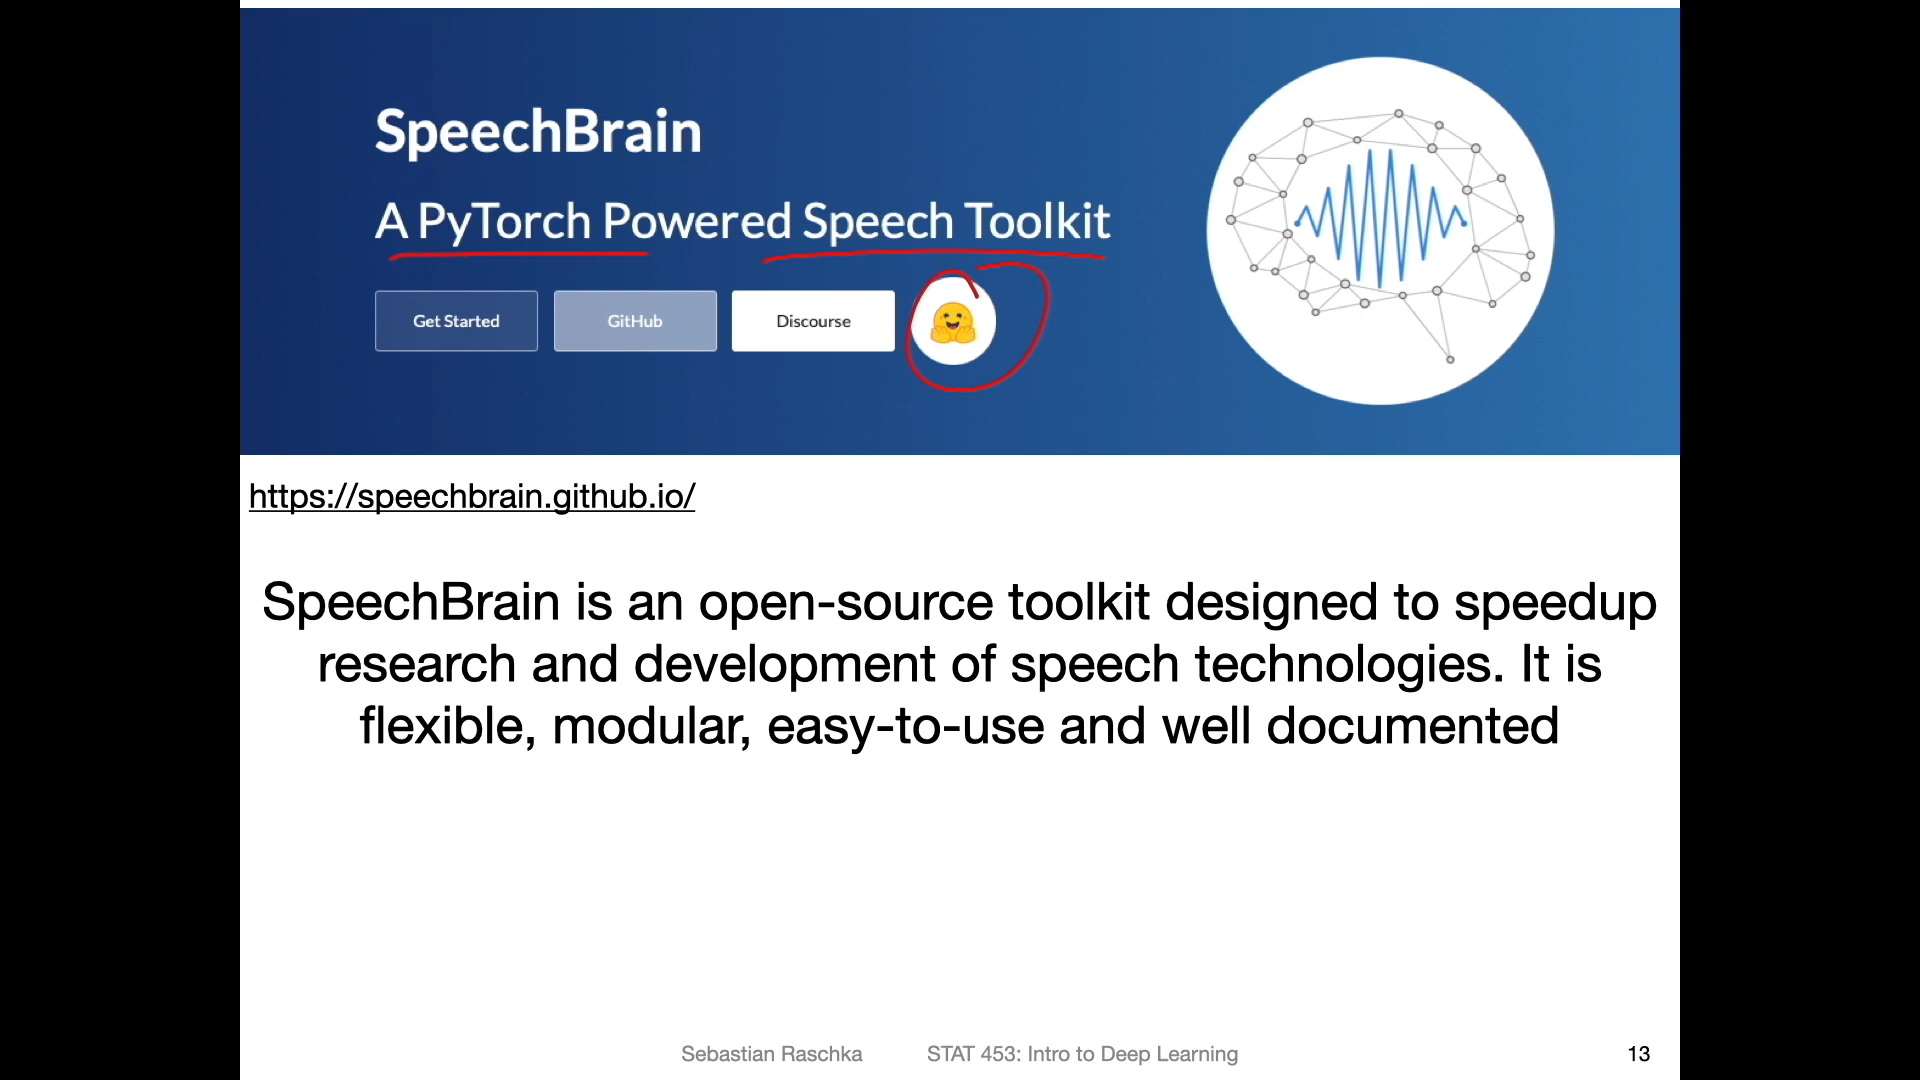 SpeechBrain
A PyTorch Powered Speech Toolkit
Get Started
GitHub
Discourse
https://speechbrain.github.io/
SpeechBrain is an open-source toolkit designed to speedup
research and development of speech technologies. It is
flexible, modular, easy-to-use and well documented
Sebastian Raschka
STAT 453: Intro to Deep Learning
13